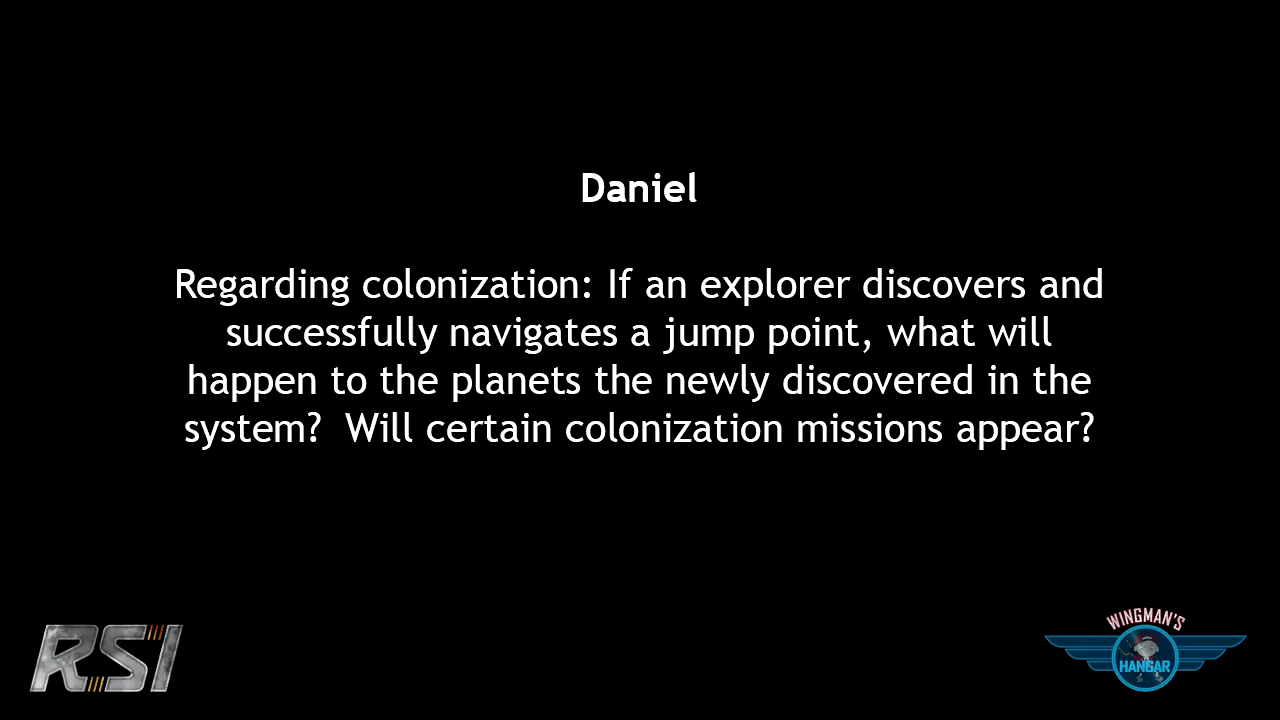 Daniel
Regarding colonization: If an explorer discovers and
successfully navigates a jump point, what will
happen to the planets the newly discovered in the
system?  Will certain colonization missions appear?
RSI
WINGMAN'S
HANGAR